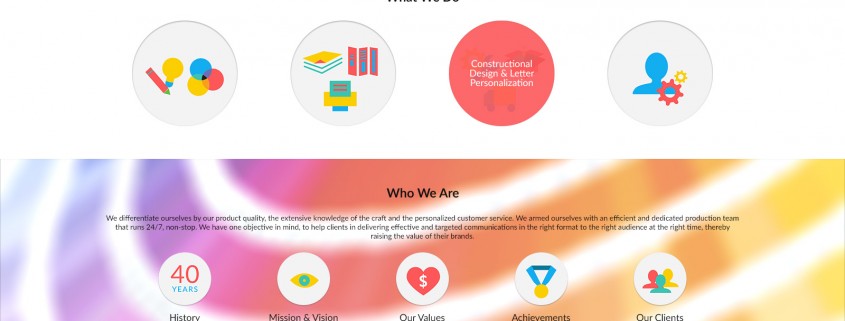 What We Do
Constructional
Design & Letter
Personalization
Who We Are
We differentiate ourselves by our product quality, the extensive knowledge of the craft and the personalized customer service. We armed ourselves with an efficient and dedicated production team
that runs 24/7, non-stop. We have one objective in mind, to help clients in delivering effective and targeted communications in the right format to the right audience at the right time, thereby
raising the value of their brands.
40
YEARS
$
History
Mission & Vision
Our Values
Achievements
Our Clients